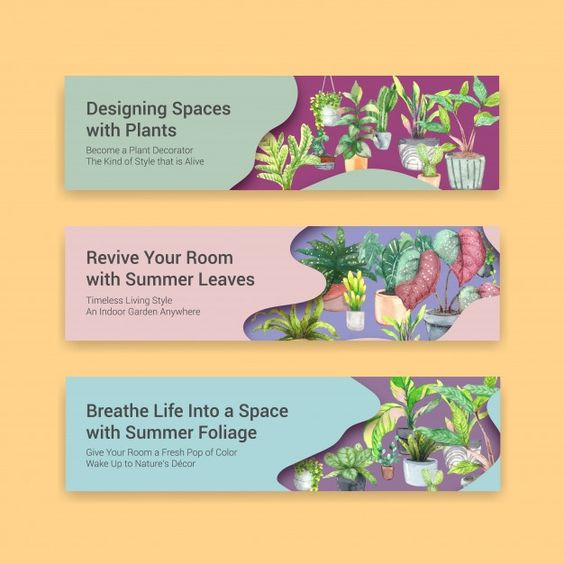 Designing Spaces
with Plants
Become a Plant Decorator
The Kind of Style that is Alive
Revive Your Room
with Summer Leaves
Timeless Living Style
An Indoor Garden Anywhere
Breathe Life Into a Space
with Summer Foliage
Give Your Room a Fresh Pop of Color
Wake Up to Nature's Décor